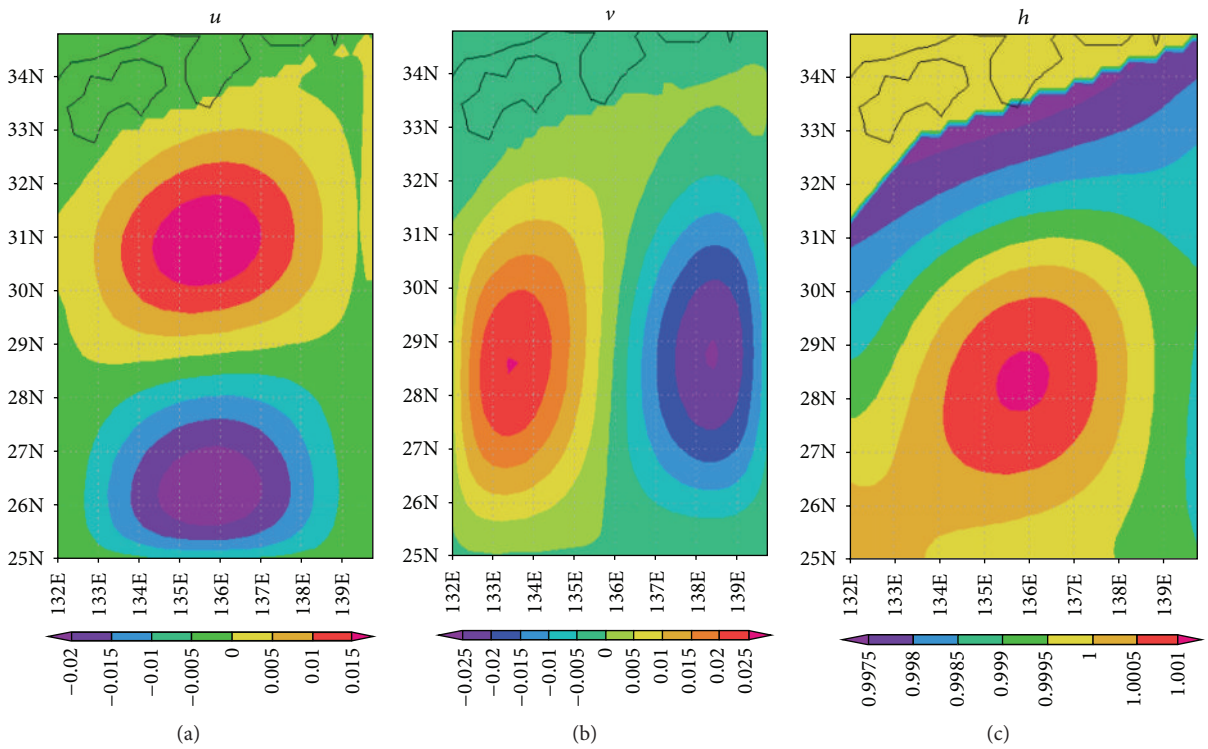 u
34N
33N
32N
31N
30N
29N
28N
27N
26N
25N
132E
133E
135E
136E
137E
138E
139E
−0.02
−0.015
−0.01
−0.005
0
0.005
0.01
0.015
(a)
v
34N
33N
32N
31N
30N
29N
28N
27N
26N
25N
132E
133E
134E
136E
137E
138E
139E
−0.025
−0.02
−0.015
−0.01
−0.005
0
0.005
0.01
0.015
0.02
0.025
(b)
h
34N
33N
32N
31N
30N
29N
28N
27N
26N
25N
132E
133E
134E
135E
136E
137E
138E
139E
0.9975
0.998
0.9985
0.999
0.9995
1
1.0005
1.001
(c)